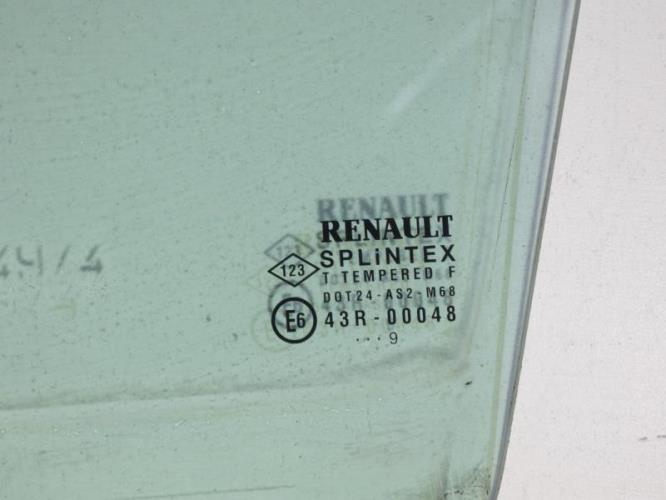 RENAULT
SPLiNTEX
123
T TEMPERED F
DOT24-AS2-M68
E6 43R-00048
...9